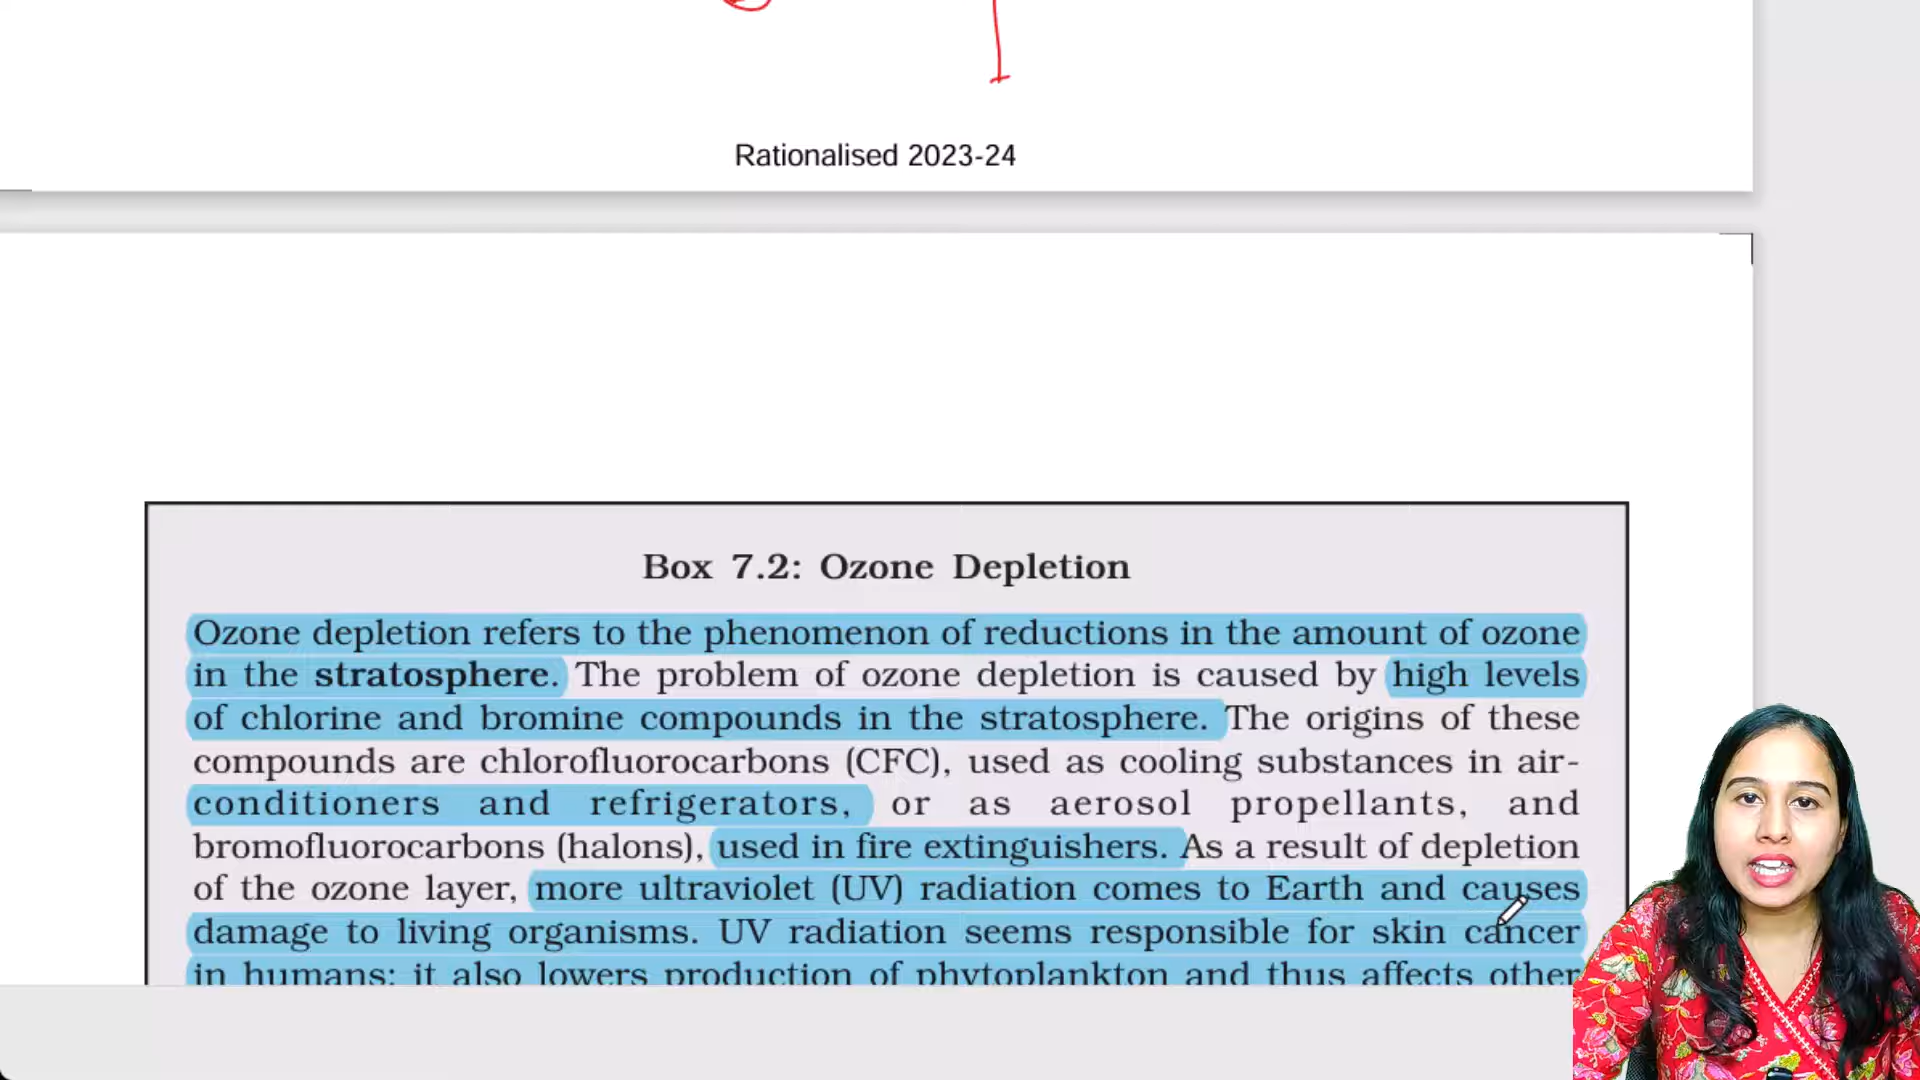 Rationalised 2023-24
Box 7.2: Ozone Depletion
Ozone depletion refers to the phenomenon of reductions in the amount of ozone
in the stratosphere. The problem of ozone depletion is caused by high levels
of chlorine and bromine compounds in the stratosphere. The origins of these
compounds are chlorofluorocarbons (CFC), used as cooling substances in air-
conditioners and refrigerators, or as aerosol propellants, and
bromofluorocarbons (halons), used in fire extinguishers. As a result of depletion
of the ozone layer, more ultraviolet (UV) radiation comes to Earth and causes
damage to living organisms. UV radiation seems responsible for skin cancer
in humans; it also lowers production of phytoplankton and thus affects other